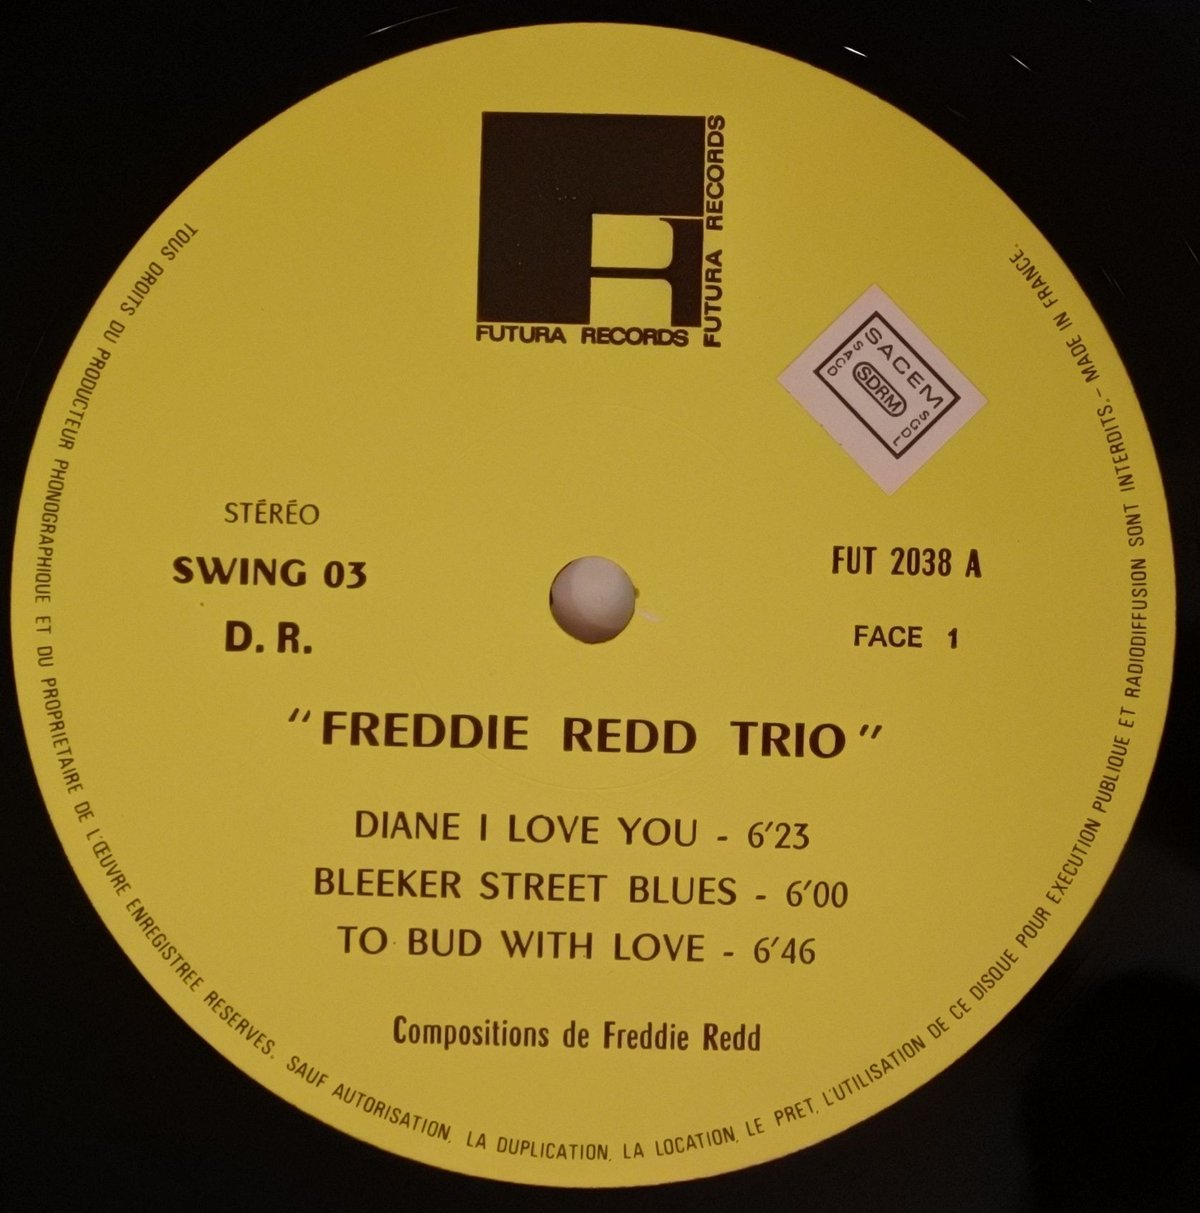 FUTURA RECORDS
FUTURA RECORDS
SACEM
SACD
SDRM
SGDL
STÉRÉO
SWING 03
D. R.
FUT 2038 A
FACE 1
"FREDDIE REDD TRIO"
DIANE I LOVE YOU - 6'23
BLEEKER STREET BLUES - 6'00
TO BUD WITH LOVE - 6'46
Compositions de Freddie Redd
TOUS DROITS DU PRODUCTEUR PHONOGRAPHIQUE ET DU PROPRIETAIRE DE L'ŒUVRE ENREGISTREE RESERVES. SAUF AUTORISATION, LA DUPLICATION, LA LOCATION, LE PRET, L'UTILISATION DE CE DISQUE POUR EXECUTION PUBLIQUE ET RADIODIFFUSION SONT INTERDITS. – MADE IN FRANCE.